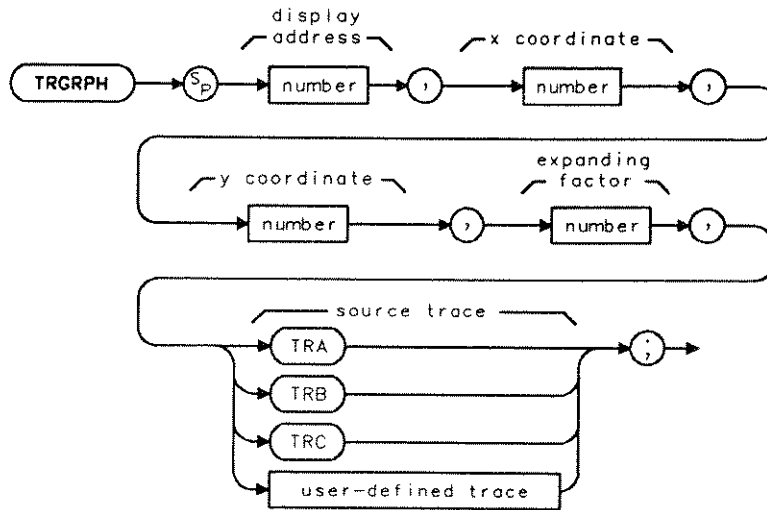 display
address
x coordinate
TRGRPH Sp number , number ,
y coordinate
expanding
factor
number , number ,
source trace
TRA ;
TRB
TRC
user-defined trace